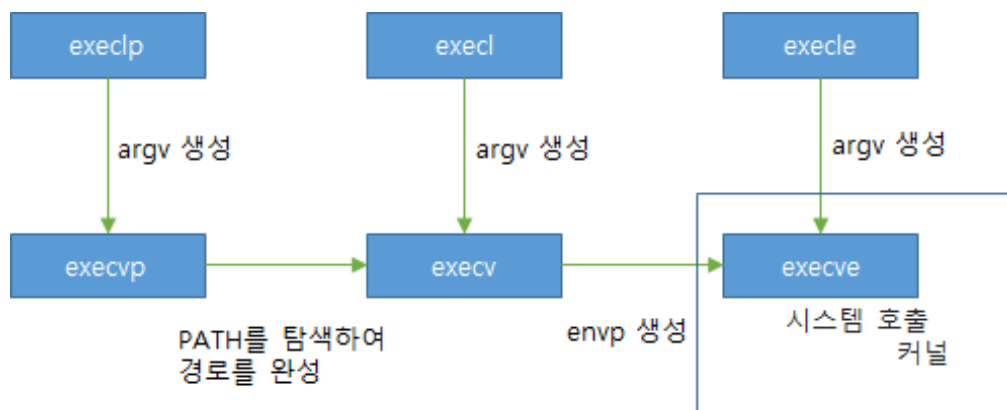 execlp
execl
execle
argv 생성
argv 생성
argv 생성
execvp
execv
execve
PATH를 탐색하여
경로를 완성
envp 생성
시스템 호출
커널